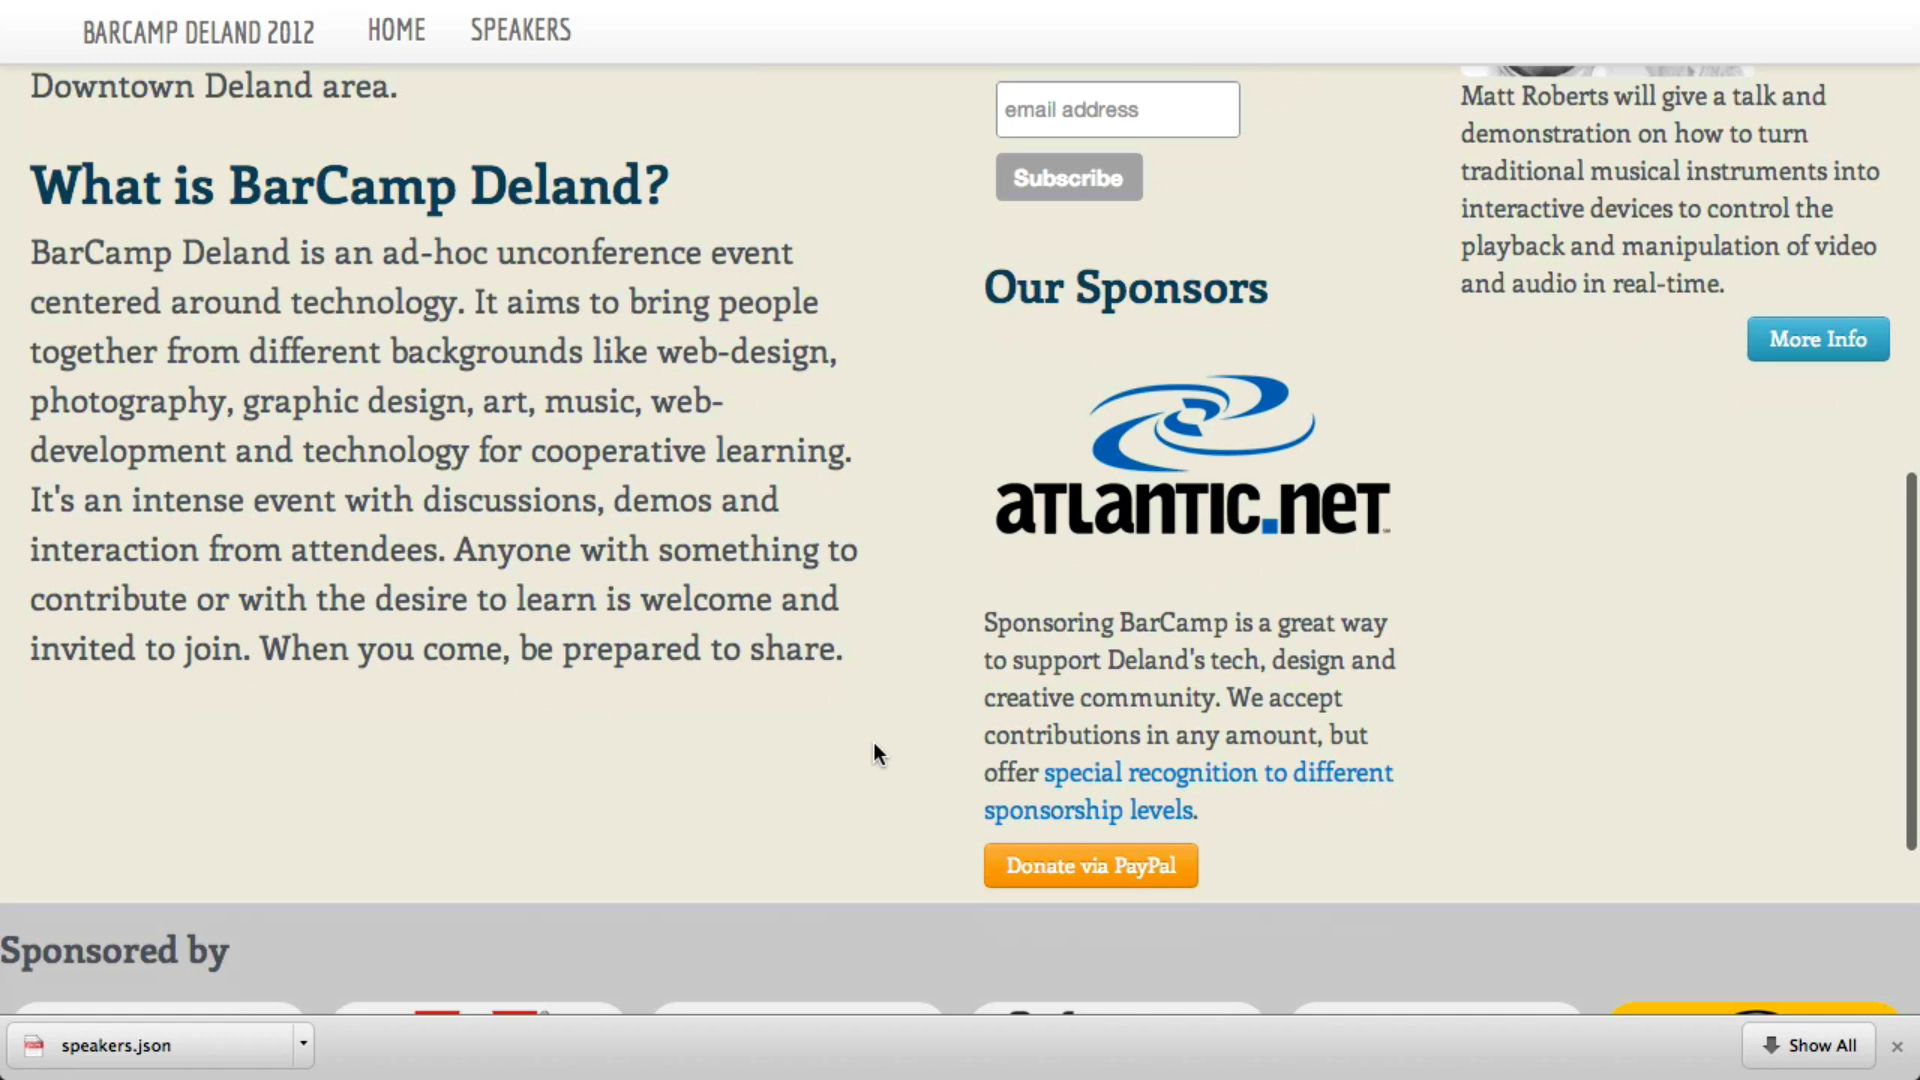 BARCAMP DELAND 2012
HOME
SPEAKERS
Downtown Deland area.
What is BarCamp Deland?
BarCamp Deland is an ad-hoc unconference event
centered around technology. It aims to bring people
together from different backgrounds like web-design,
photography, graphic design, art, music, web-
development and technology for cooperative learning.
It's an intense event with discussions, demos and
interaction from attendees. Anyone with something to
contribute or with the desire to learn is welcome and
invited to join. When you come, be prepared to share.
email address
Subscribe
Our Sponsors
atlantic.net
Sponsoring BarCamp is a great way
to support Deland's tech, design and
creative community. We accept
contributions in any amount, but
offer special recognition to different
sponsorship levels.
Donate via PayPal
Matt Roberts will give a talk and
demonstration on how to turn
traditional musical instruments into
interactive devices to control the
playback and manipulation of video
and audio in real-time.
More Info
Sponsored by
speakers.json
Show All